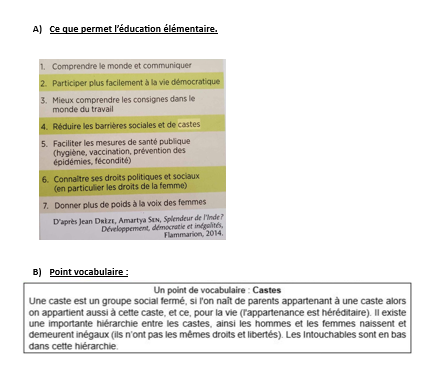 A) Ce que permet l'éducation élémentaire.
1. Comprendre le monde et communiquer
2. Participer plus facilement à la vie démocratique
3. Mieux comprendre les consignes dans le
monde du travail
4. Réduire les barrières sociales et de castes
5. Faciliter les mesures de santé publique
(hygiène, vaccination, prévention des
épidémies, fécondité)
6. Connaître ses droits politiques et sociaux
(en particulier les droits de la femme)
7. Donner plus de poids à la voix des femmes
D'après Jean DRÈZE, Amartya SEN, Splendeur de l'Inde ?
Développement, démocratie et inégalités,
Flammarion, 2014.
B) Point vocabulaire :
Un point de vocabulaire : Castes
Une caste est un groupe social fermé, si l'on naît de parents appartenant à une caste alors
on appartient aussi à cette caste, et ce, pour la vie (l'appartenance est héréditaire). Il existe
une importante hiérarchie entre les castes, ainsi les hommes et les femmes naissent et
demeurent inégaux (ils n'ont pas les mêmes droits et libertés). Les Intouchables sont en bas
dans cette hiérarchie.